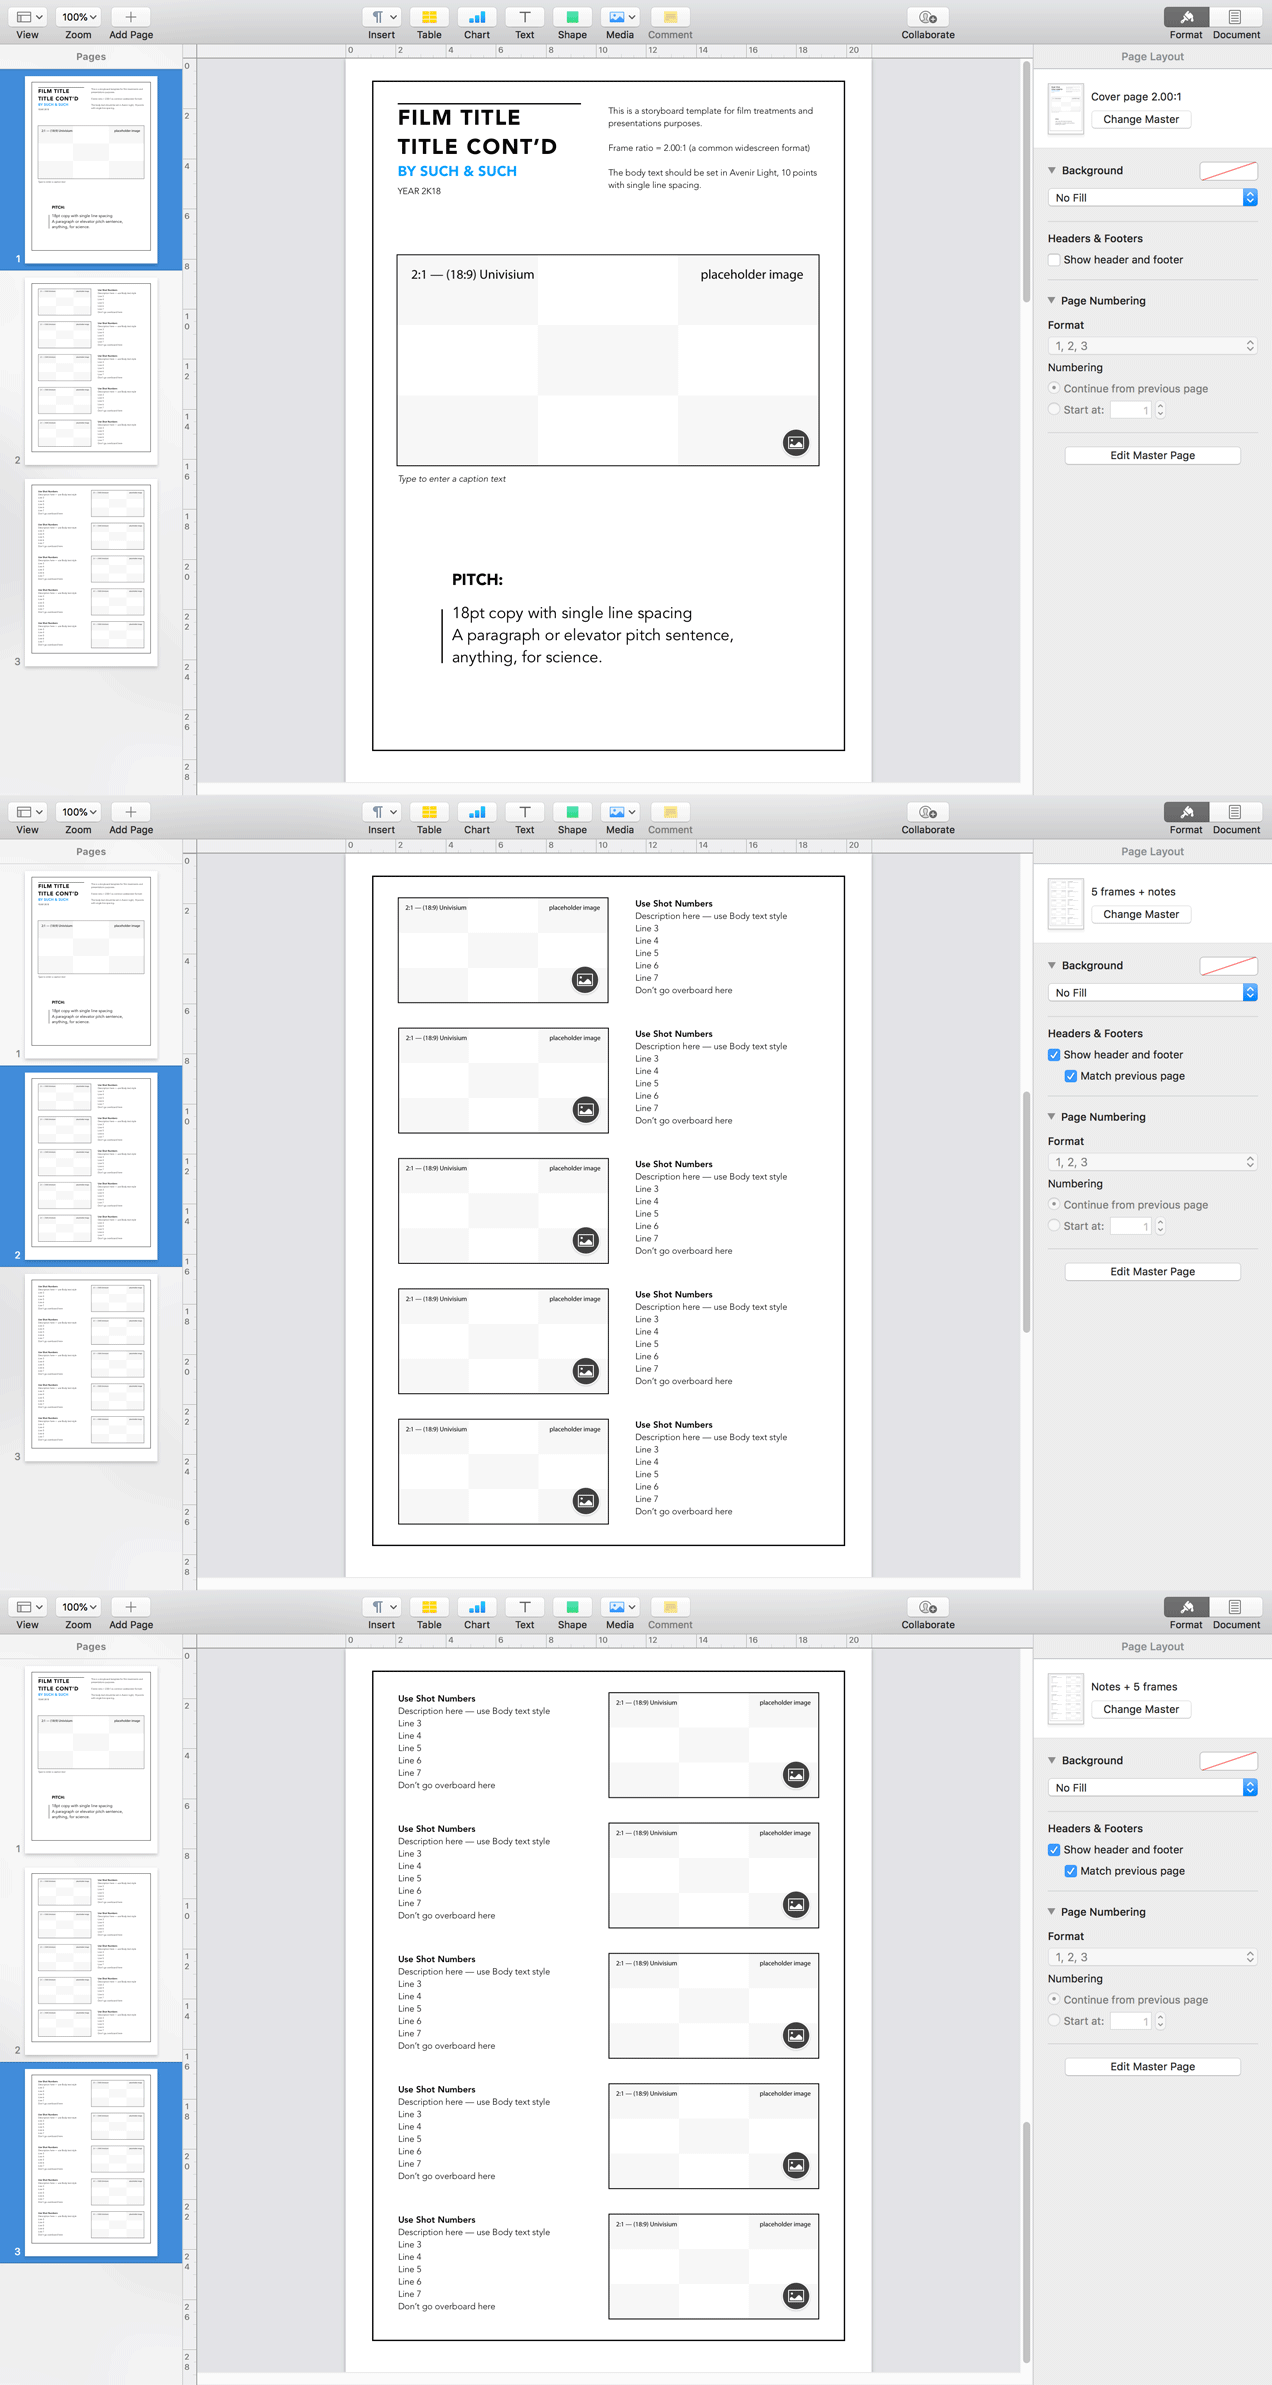 View
Zoom
100%
Add Page
Insert
Table
Chart
Text
Shape
Media
Comment
Collaborate
Format
Document
Pages
0 2 4 6 8 10 12 14 16 18 20
Page Layout
FILM TITLE
TITLE CONT'D
BY SUCH & SUCH
1
2
3
FILM TITLE
TITLE CONT'D
BY SUCH & SUCH
YEAR 2K18
This is a storyboard template for film treatments and
presentations purposes.
Frame ratio = 2.00:1 (a common widescreen format)
The body text should be set in Avenir Light, 10 points
with single line spacing.
2:1 — (18:9) Univisium
placeholder image
Type to enter a caption text
PITCH:
18pt copy with single line spacing
A paragraph or elevator pitch sentence,
anything, for science.
Cover page 2.00:1
Change Master
Background
No Fill
Headers & Footers
Show header and footer
Page Numbering
Format
1, 2, 3
Numbering
Continue from previous page
Start at: 1
Edit Master Page
View
Zoom
100%
Add Page
Insert
Table
Chart
Text
Shape
Media
Comment
Collaborate
Format
Document
Pages
0 2 4 6 8 10 12 14 16 18 20
Page Layout
FILM TITLE
TITLE CONT'D
BY SUCH & SUCH
1
2
3
2:1 — (18:9) Univisium placeholder image
Use Shot Numbers
Description here — use Body text style
Line 3
Line 4
Line 5
Line 6
Line 7
Don't go overboard here
2:1 — (18:9) Univisium placeholder image
Use Shot Numbers
Description here — use Body text style
Line 3
Line 4
Line 5
Line 6
Line 7
Don't go overboard here
2:1 — (18:9) Univisium placeholder image
Use Shot Numbers
Description here — use Body text style
Line 3
Line 4
Line 5
Line 6
Line 7
Don't go overboard here
2:1 — (18:9) Univisium placeholder image
Use Shot Numbers
Description here — use Body text style
Line 3
Line 4
Line 5
Line 6
Line 7
Don't go overboard here
2:1 — (18:9) Univisium placeholder image
Use Shot Numbers
Description here — use Body text style
Line 3
Line 4
Line 5
Line 6
Line 7
Don't go overboard here
5 frames + notes
Change Master
Background
No Fill
Headers & Footers
Show header and footer
Match previous page
Page Numbering
Format
1, 2, 3
Numbering
Continue from previous page
Start at: 1
Edit Master Page
View
Zoom
100%
Add Page
Insert
Table
Chart
Text
Shape
Media
Comment
Collaborate
Format
Document
Pages
0 2 4 6 8 10 12 14 16 18 20
Page Layout
FILM TITLE
TITLE CONT'D
BY SUCH & SUCH
1
2
3
Use Shot Numbers
Description here — use Body text style
Line 3
Line 4
Line 5
Line 6
Line 7
Don't go overboard here
2:1 — (18:9) Univisium placeholder image
Use Shot Numbers
Description here — use Body text style
Line 3
Line 4
Line 5
Line 6
Line 7
Don't go overboard here
2:1 — (18:9) Univisium placeholder image
Use Shot Numbers
Description here — use Body text style
Line 3
Line 4
Line 5
Line 6
Line 7
Don't go overboard here
2:1 — (18:9) Univisium placeholder image
Use Shot Numbers
Description here — use Body text style
Line 3
Line 4
Line 5
Line 6
Line 7
Don't go overboard here
2:1 — (18:9) Univisium placeholder image
Use Shot Numbers
Description here — use Body text style
Line 3
Line 4
Line 5
Line 6
Line 7
Don't go overboard here
2:1 — (18:9) Univisium placeholder image
Notes + 5 frames
Change Master
Background
No Fill
Headers & Footers
Show header and footer
Match previous page
Page Numbering
Format
1, 2, 3
Numbering
Continue from previous page
Start at: 1
Edit Master Page